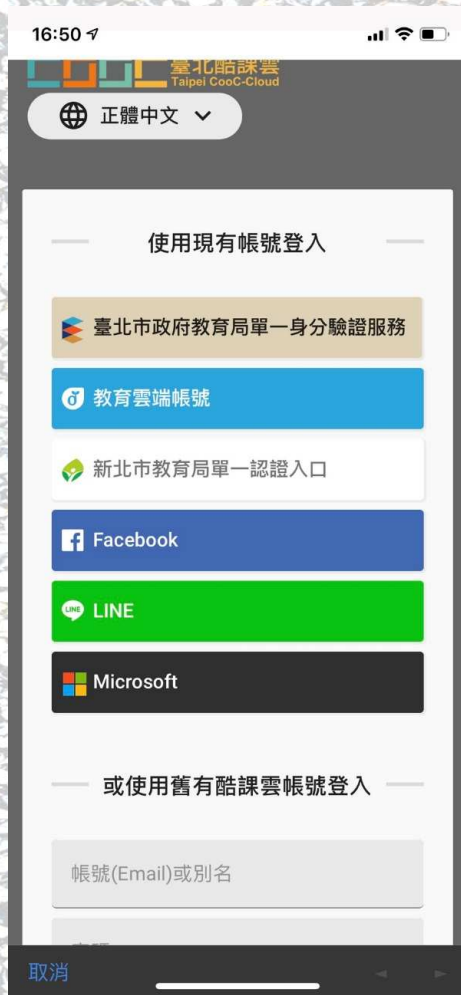 16:50
臺北酷課雲
Taipei CooC-Cloud
正體中文
使用現有帳號登入
臺北市政府教育局單一身分驗證服務
教育雲端帳號
新北市教育局單一認證入口
Facebook
LINE
LINE
Microsoft
或使用舊有酷課雲帳號登入
帳號(Email)或別名
取消